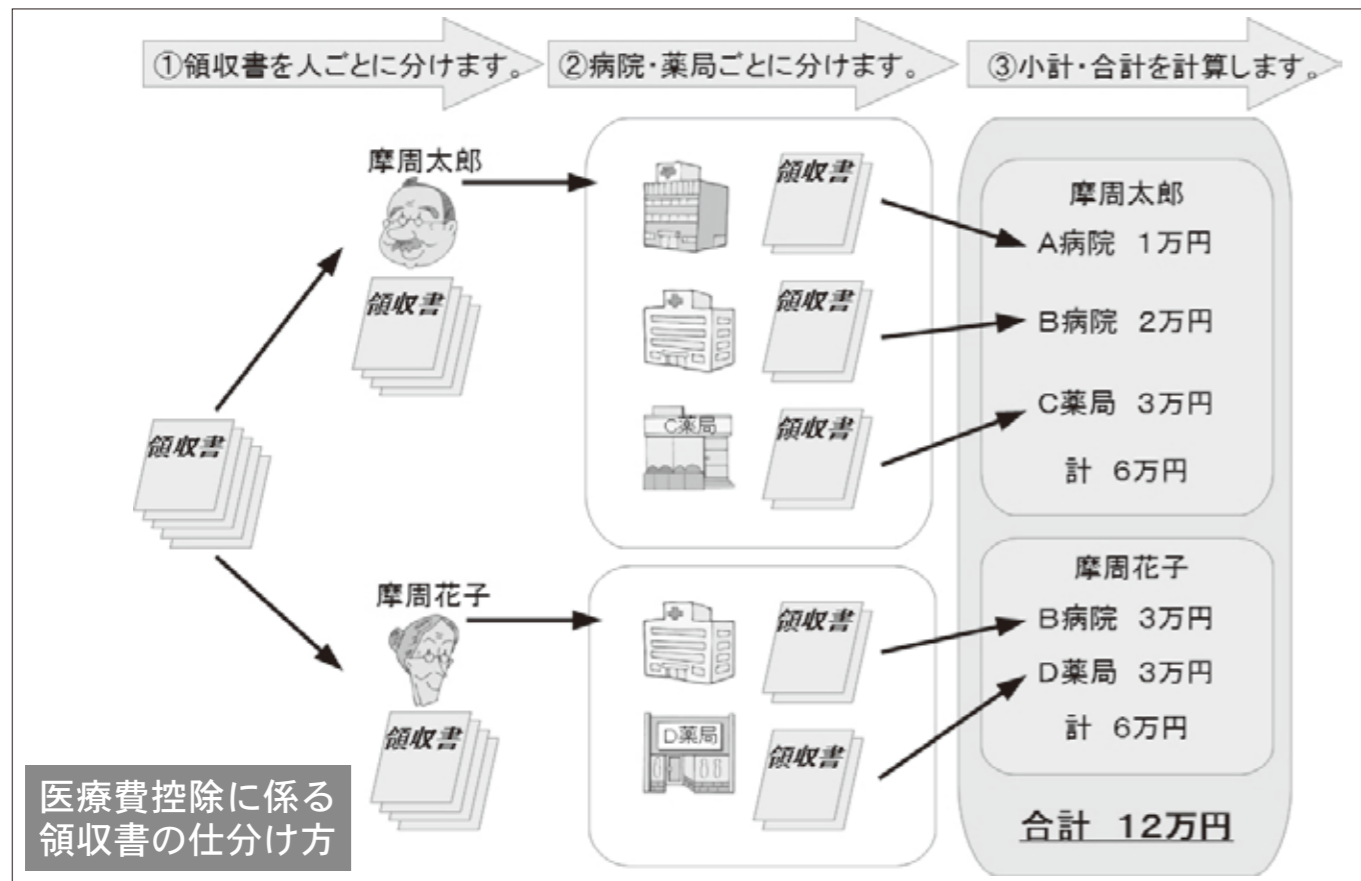 ①領収書を人ごとに分けます。
②病院・薬局ごとに分けます。
③小計・合計を計算します。
領収書
摩周太郎
領収書
領収書
領収書
C薬局
領収書
摩周太郎
A病院 1万円
B病院 2万円
C薬局 3万円
計 6万円
摩周花子
領収書
領収書
D薬局
領収書
摩周花子
B病院 3万円
D薬局 3万円
計 6万円
合計 12万円
医療費控除に係る
領収書の仕分け方